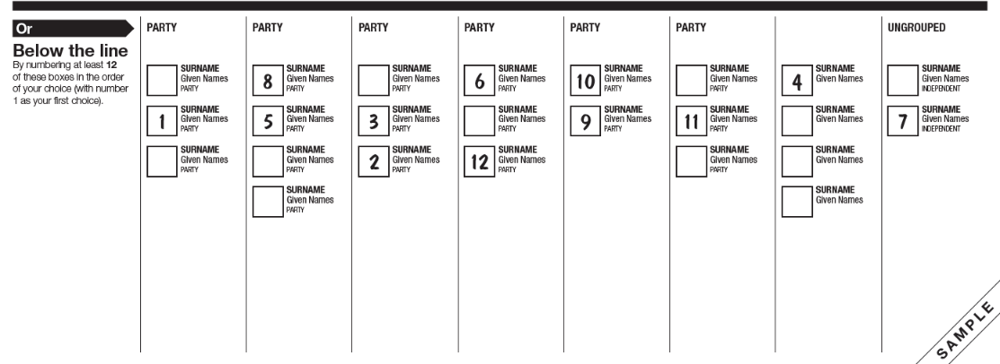 Or
Below the line
By numbering at least 12
of these boxes in the order
of your choice (with number
1 as your first choice).
PARTY
SURNAME
Given Names
PARTY
1
SURNAME
Given Names
PARTY
SURNAME
Given Names
PARTY
PARTY
8
SURNAME
Given Names
PARTY
5
SURNAME
Given Names
PARTY
SURNAME
Given Names
PARTY
SURNAME
Given Names
PARTY
PARTY
SURNAME
Given Names
PARTY
3
SURNAME
Given Names
PARTY
2
SURNAME
Given Names
PARTY
PARTY
6
SURNAME
Given Names
PARTY
SURNAME
Given Names
PARTY
12
SURNAME
Given Names
PARTY
PARTY
10
SURNAME
Given Names
PARTY
9
SURNAME
Given Names
PARTY
PARTY
SURNAME
Given Names
PARTY
11
SURNAME
Given Names
PARTY
SURNAME
Given Names
PARTY
4
SURNAME
Given Names
SURNAME
Given Names
SURNAME
Given Names
SURNAME
Given Names
UNGROUPED
SURNAME
Given Names
INDEPENDENT
7
SURNAME
Given Names
INDEPENDENT
SAMPLE